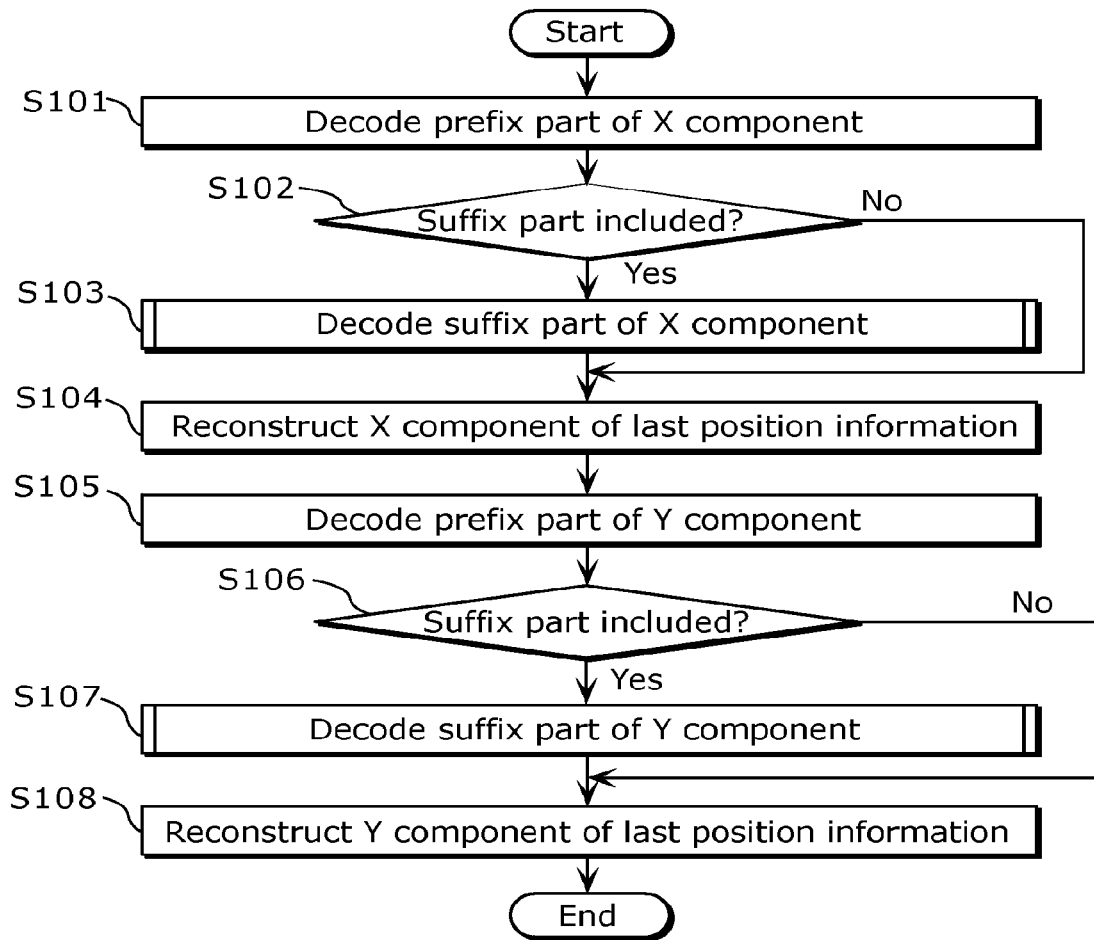 Start
S101
Decode prefix part of X component
S102
Suffix part included?
No
Yes
S103
Decode suffix part of X component
S104
Reconstruct X component of last position information
S105
Decode prefix part of Y component
S106
Suffix part included?
No
Yes
S107
Decode suffix part of Y component
S108
Reconstruct Y component of last position information
End